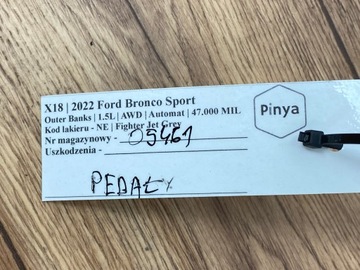 X18 | 2022 Ford Bronco Sport
Outer Banks | 1.5L | AWD | Automat | 47.000 MIL
Kod lakieru - NE | Fighter Jet Grey
Nr magazynowy - 09461
Uszkodzenia -
PEDAŁY
Pinya